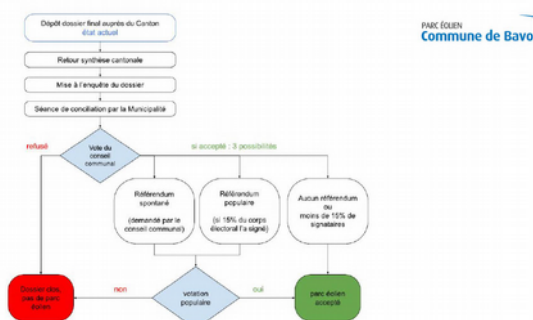 Dépôt dossier final auprès du Canton
état actuel
PARC ÉOLIEN
Commune de Bavo
Retour synthèse cantonale
Mise à l'enquête du dossier
Séance de conciliation par la Municipalité
refusé
Vote du
conseil
communal
si accepté : 3 possibilités
Référendum
spontané
(demandé par le
conseil communal)
Référendum
populaire
(si 15% du corps
électoral l'a signé)
Aucun référendum
ou
moins de 15% de
signataires
Dossier clos,
pas de parc
éolien
non
votation
populaire
oui
parc éolien
accepté